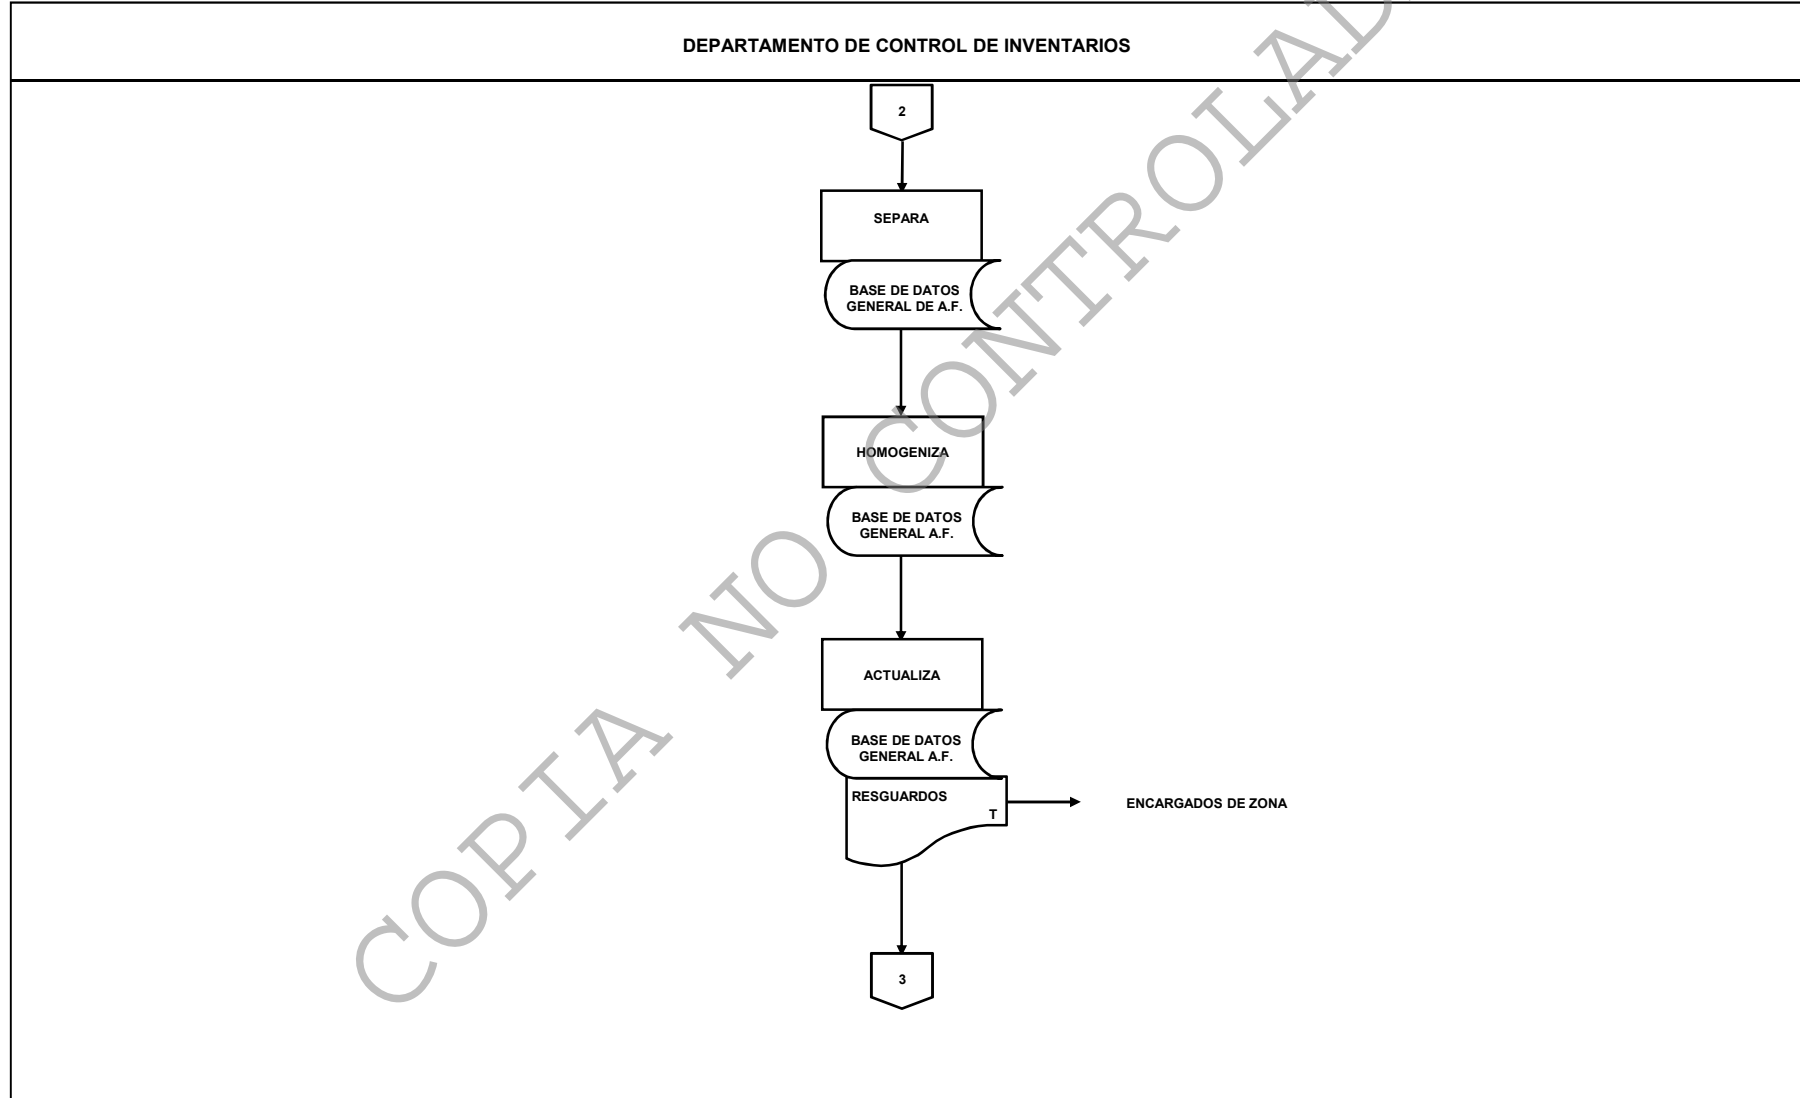 DEPARTAMENTO DE CONTROL DE INVENTARIOS
2
SEPARA
BASE DE DATOS
GENERAL DE A.F.
HOMOGENIZA
BASE DE DATOS
GENERAL A.F.
ACTUALIZA
BASE DE DATOS
GENERAL A.F.
RESGUARDOS
T
ENCARGADOS DE ZONA
3
COPIA NO CONTROLAD